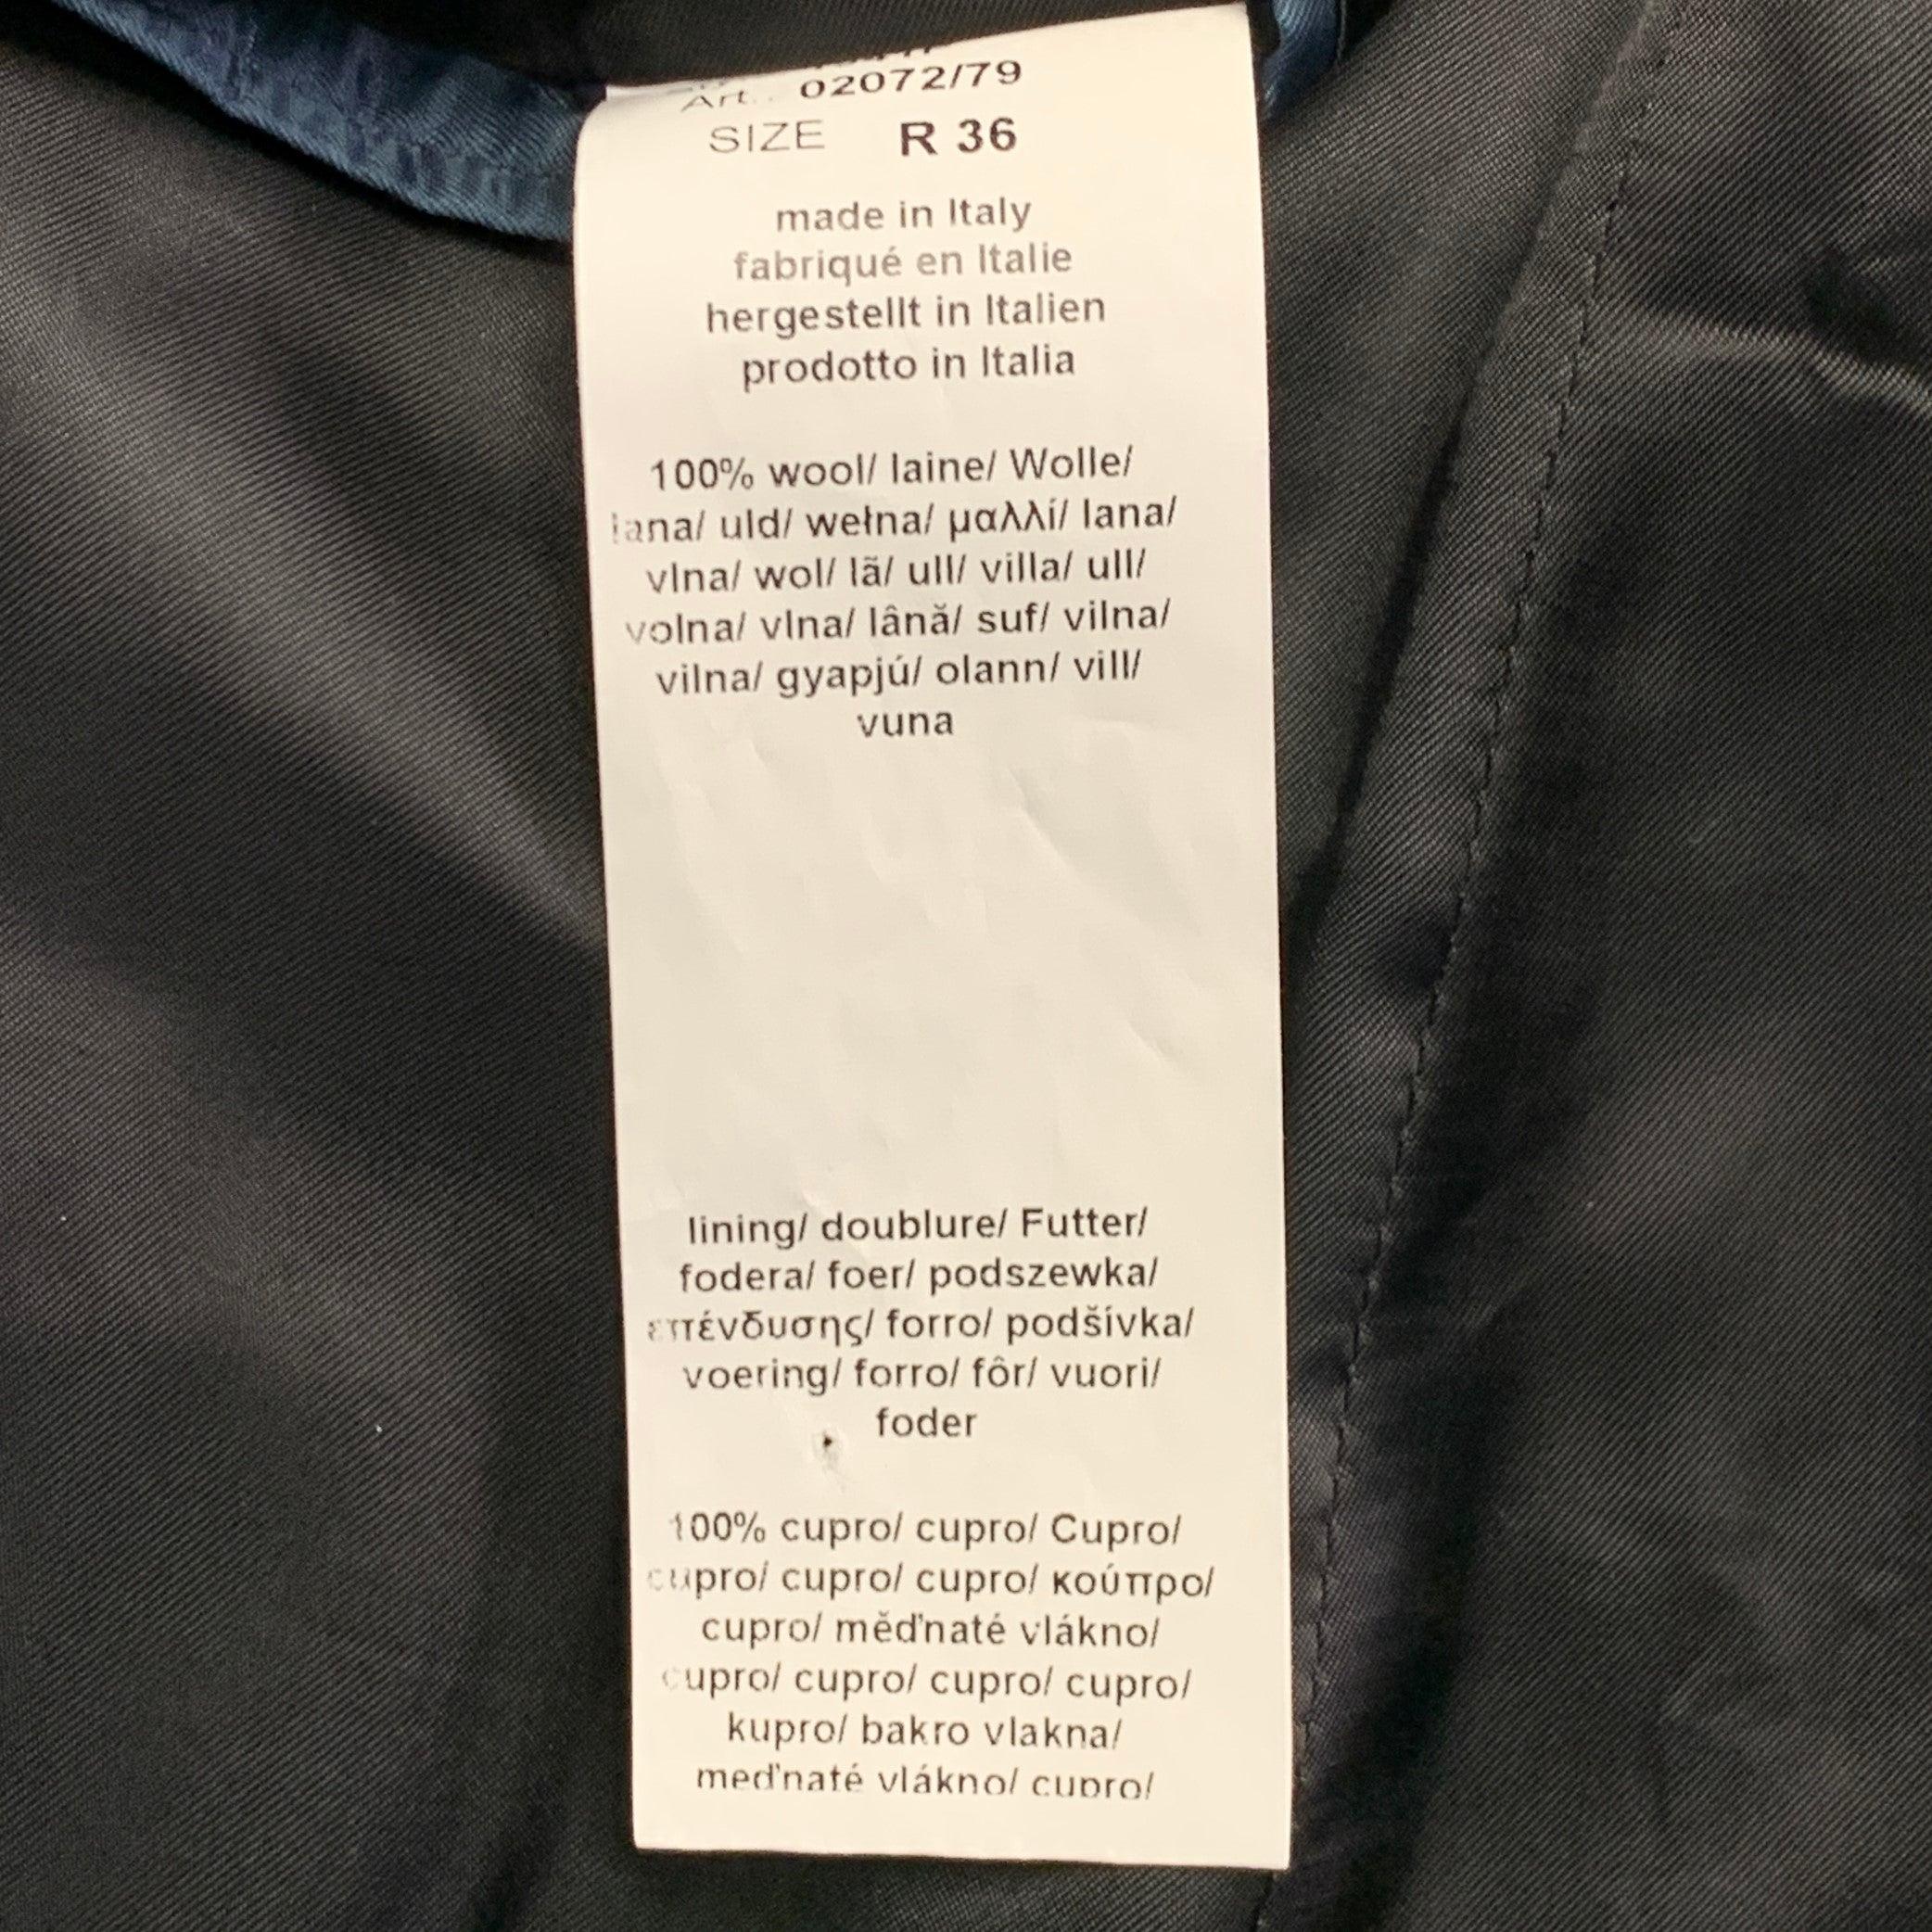 Art.. 02072/79
SIZE R 36
made in Italy
fabriqué en Italie
hergestellt in Italien
prodotto in Italia
100% wool/ laine/ Wolle/
lana/ uld/ wełna/ μαλλί/ lana/
vlna/ wol/ lã/ ull/ villa/ ull/
volna/ vlna/ lână/ suf/ vilna/
vilna/ gyapjú/ olann/ vill/
vuna
lining/ doublure/ Futter/
fodera/ foer/ podszewka/
επένδυσης/ forro/ podšívka/
voering/ forro/ fôr/ vuori/
foder
100% cupro/ cupro/ Cupro/
cupro/ cupro/ cupro/ κούπρο/
cupro/ měďnaté vlákno/
cupro/ cupro/ cupro/ cupro/
kupro/ bakro vlakna/
meďnaté vlákno/ cupro/